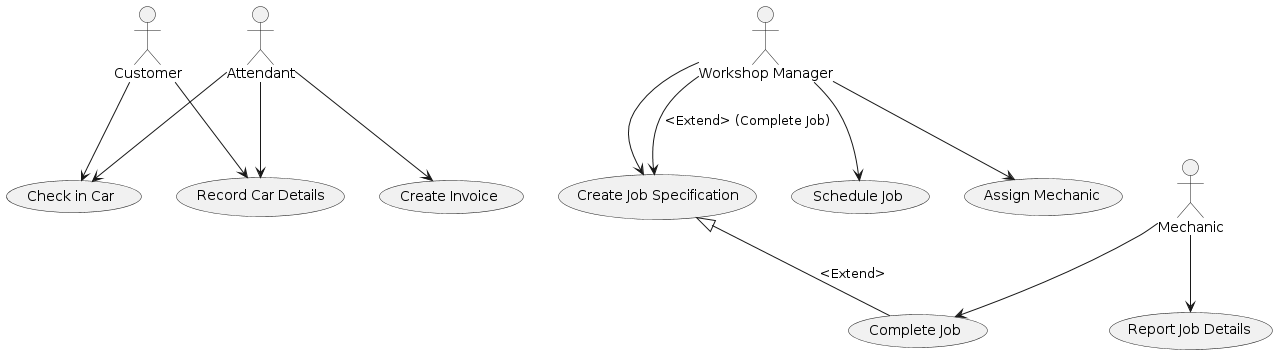 Customer
Attendant
Workshop Manager
<Extend> (Complete Job)
Check in Car
Record Car Details
Create Invoice
Create Job Specification
Schedule Job
Assign Mechanic
Mechanic
<Extend>
Complete Job
Report Job Details